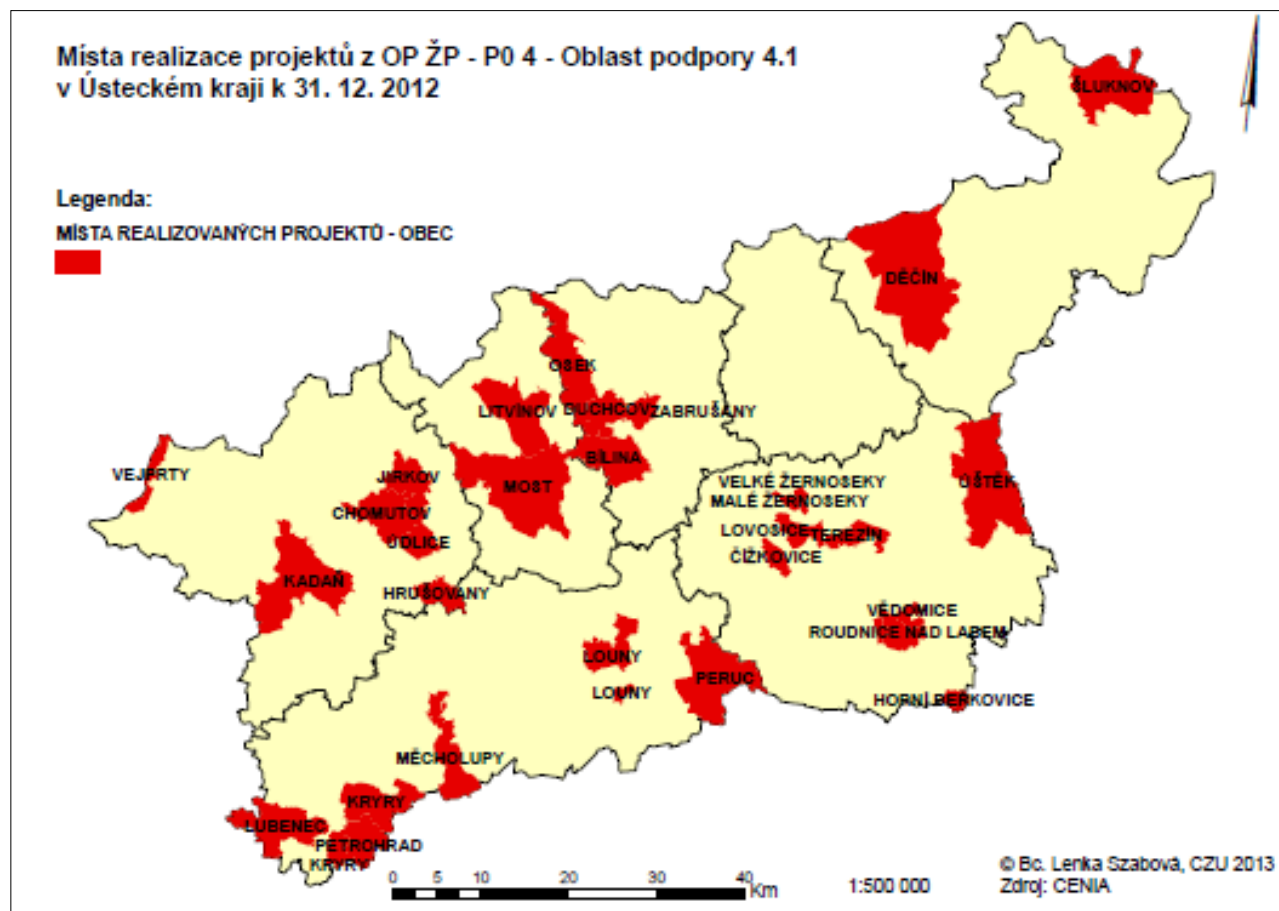 Místa realizace projektů z OP ŽP - P0 4 - Oblast podpory 4.1
v Ústeckém kraji k 31. 12. 2012
Legenda:
MÍSTA REALIZOVANÝCH PROJEKTŮ - OBEC
ŠLUKNOV
DĚČÍN
OSEK
LITVÍNOV
DUCHCOV
ZABRUŠANY
BÍLINA
VEJPRTY
JIRKOV
MOST
VELKÉ ŽERNOSEKY
MALÉ ŽERNOSEKY
ÚŠTĚK
CHOMUTOV
LOVOSICE
TEREZÍN
ÚDLICE
ČÍŽKOVICE
KADAŇ
HRUŠOVANY
VĚDOMICE
ROUDNICE NAD LABEM
LOUNY
PERUC
LOUNY
HORNÍ BEŘKOVICE
MĚCHOLUPY
KRYRY
LUBENEC
PETROHRAD
KRYRY
0 5 10 20 30 40
Km
1:500 000
© Bc. Lenka Szabová, CZU 2013
Zdroj: CENIA